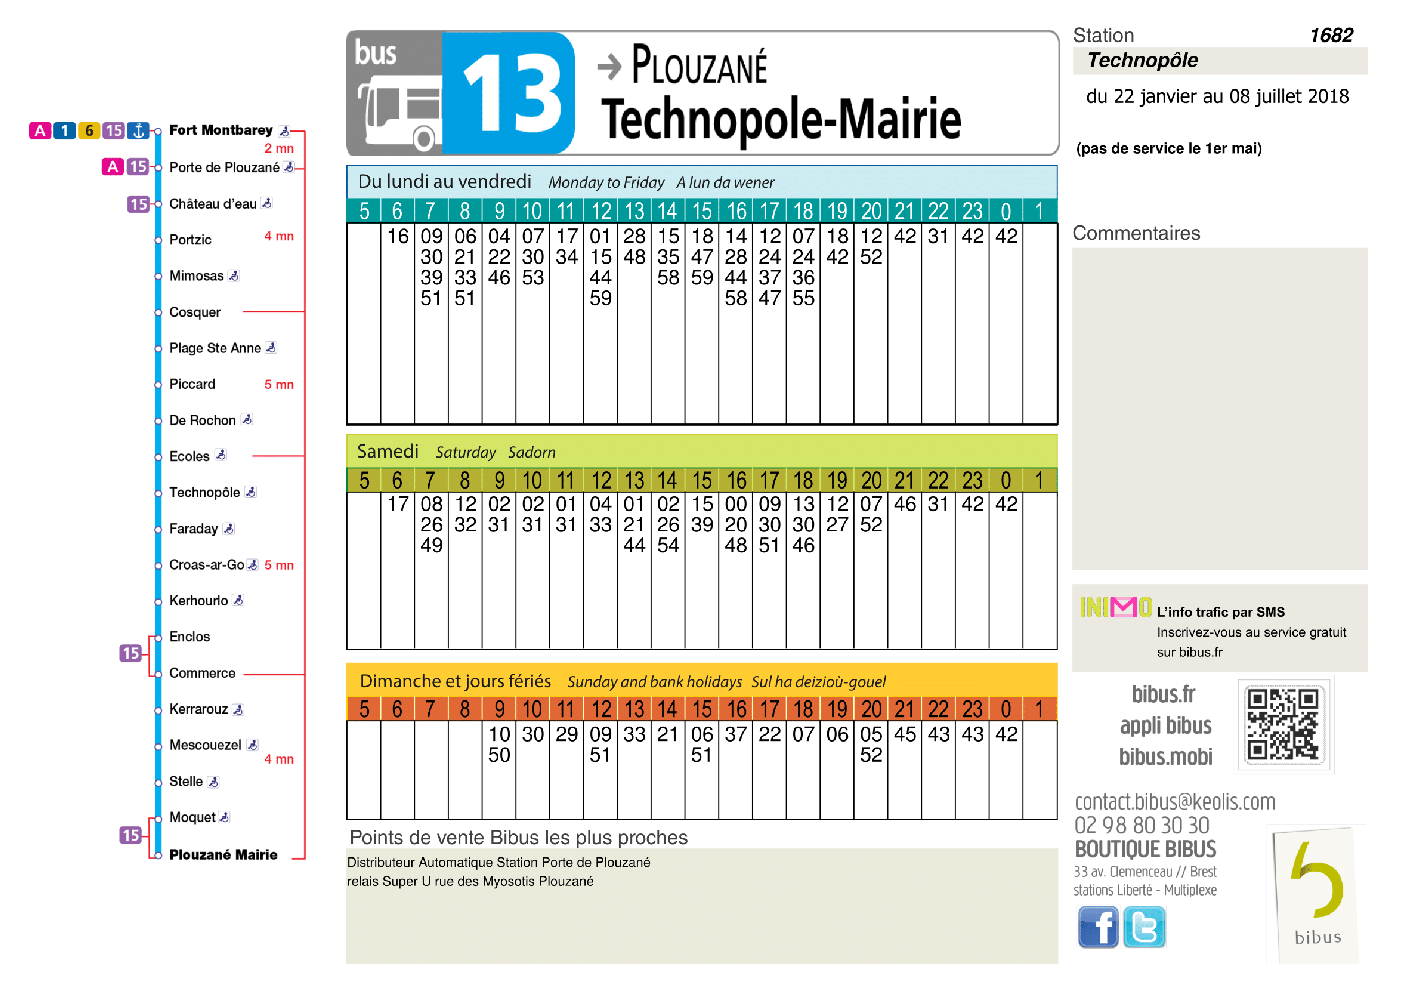 bus
13
→ PLOUZANÉ
Technopole-Mairie
Station 1682
Technopôle
du 22 janvier au 08 juillet 2018
(pas de service le 1er mai)
Commentaires
A 1 6 15 Fort Montbarey
2 mn
A 15 Porte de Plouzané
15 Château d'eau
Portzic 4 mn
Mimosas
Cosquer
Plage Ste Anne
Piccard 5 mn
De Rochon
Ecoles
Technopôle
Faraday
Croas-ar-Go 5 mn
Kerhourlo
Enclos
15
Commerce
Kerrarouz
Mescouezel
4 mn
Stelle
Moquet
15
Plouzané Mairie
Du lundi au vendredi Monday to Friday A lun da wener
5 6 7 8 9 10 11 12 13 14 15 16 17 18 19 20 21 22 23 0 1
16 09 06 04 07 17 01 28 15 18 14 12 07 18 12 42 31 42 42
30 21 22 30 34 15 48 35 47 28 24 24 42 52
39 33 46 53 44 58 59 44 37 36
51 51 59 58 47 55
Samedi Saturday Sadorn
5 6 7 8 9 10 11 12 13 14 15 16 17 18 19 20 21 22 23 0 1
17 08 12 02 02 01 04 01 02 15 00 09 13 12 07 46 31 42 42
26 32 31 31 31 33 21 26 39 20 30 30 27 52
49 44 54 48 51 46
Dimanche et jours fériés Sunday and bank holidays Sul ha deizioù-gouel
5 6 7 8 9 10 11 12 13 14 15 16 17 18 19 20 21 22 23 0 1
10 30 29 09 33 21 06 37 22 07 06 05 45 43 43 42
50 51 51 52
Points de vente Bibus les plus proches
Distributeur Automatique Station Porte de Plouzané
relais Super U rue des Myosotis Plouzané
INIMO L'info trafic par SMS
Inscrivez-vous au service gratuit
sur bibus.fr
bibus.fr
appli bibus
bibus.mobi
contact.bibus@keolis.com
02 98 80 30 30
BOUTIQUE BIBUS
33 av. Clemenceau // Brest
stations Liberté - Multiplexe
bibus